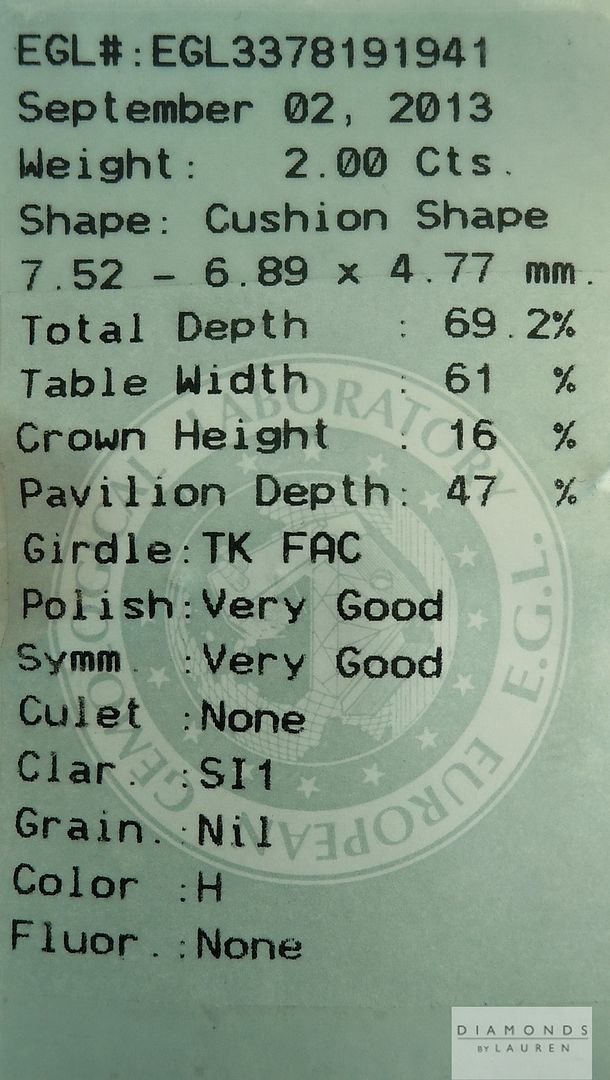 EGL#:EGL3378191941
September 02, 2013
Weight: 2.00 Cts.
Shape: Cushion Shape
7.52 - 6.89 x 4.77 mm.
Total Depth : 69.2%
Table Width : 61 %
Crown Height : 16 %
Pavilion Depth: 47 %
Girdle:TK FAC
Polish:Very Good
Symm. :Very Good
Culet :None
Clar. :SI1
Grain.:Nil
Color :H
Fluor.:None
EUROPEAN GEMOLOGICAL LABORATORY E.G.L.
DIAMONDS
BY LAUREN